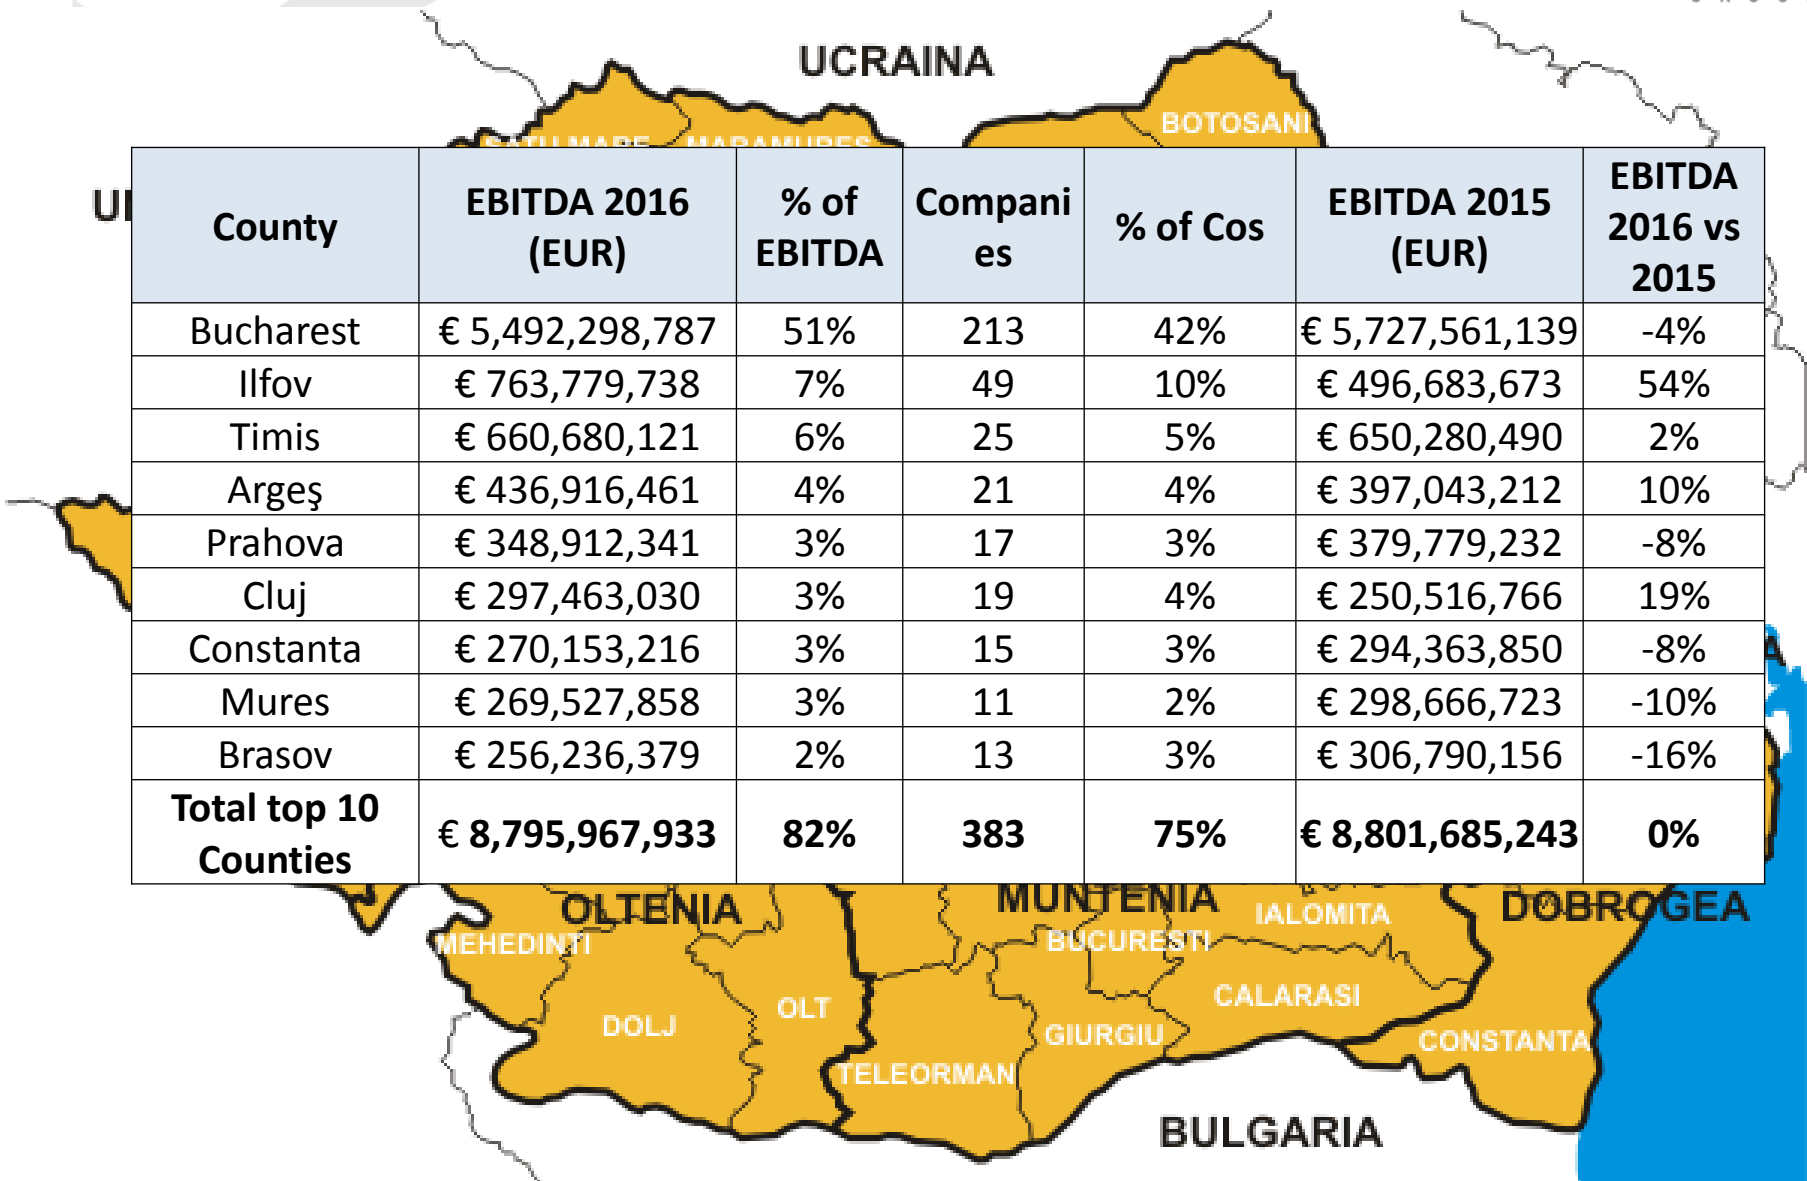 UCRAINA
BOTOSANI
SATU MARE MARAMURES
County EBITDA 2016 (EUR) % of EBITDA Compani es % of Cos EBITDA 2015 (EUR) EBITDA 2016 vs 2015
Bucharest € 5,492,298,787 51% 213 42% € 5,727,561,139 -4%
Ilfov € 763,779,738 7% 49 10% € 496,683,673 54%
Timis € 660,680,121 6% 25 5% € 650,280,490 2%
Argeş € 436,916,461 4% 21 4% € 397,043,212 10%
Prahova € 348,912,341 3% 17 3% € 379,779,232 -8%
Cluj € 297,463,030 3% 19 4% € 250,516,766 19%
Constanta € 270,153,216 3% 15 3% € 294,363,850 -8%
Mures € 269,527,858 3% 11 2% € 298,666,723 -10%
Brasov € 256,236,379 2% 13 3% € 306,790,156 -16%
Total top 10 Counties € 8,795,967,933 82% 383 75% € 8,801,685,243 0%
OLTENIA MUNTENIA IALOMITA DOBROGEA
MEHEDINTI BUCURESTI
DOLJ OLT CALARASI
GIURGIU CONSTANTA
TELEORMAN
BULGARIA